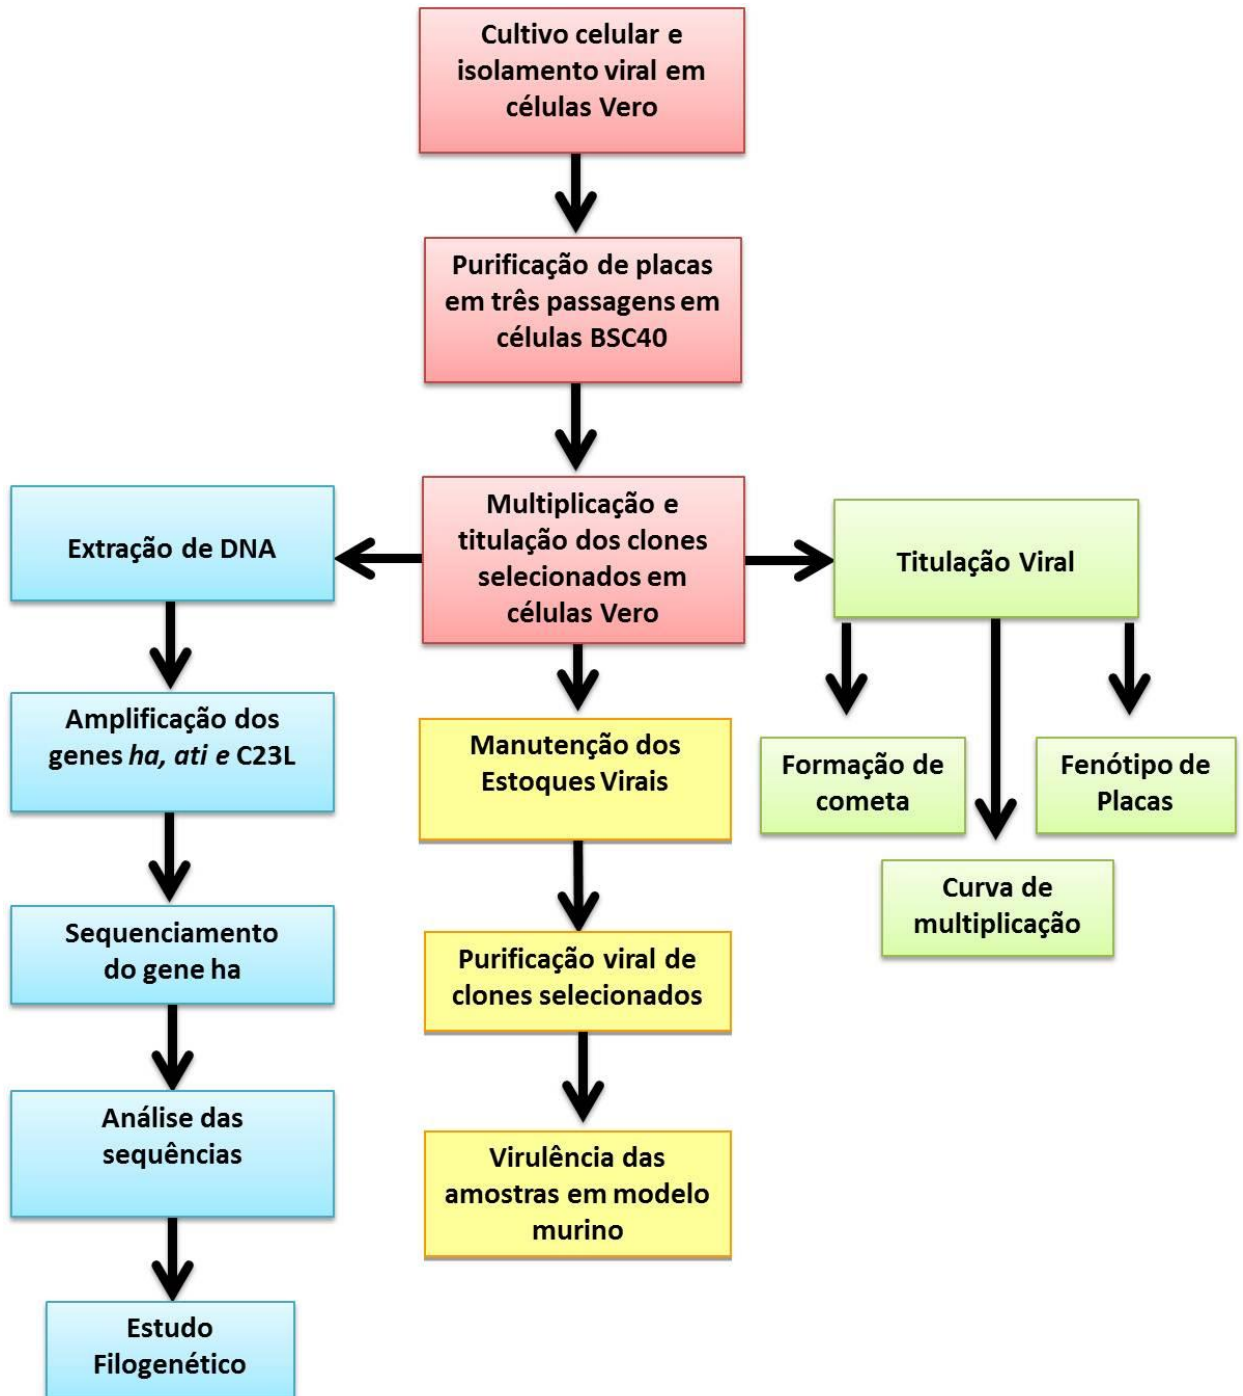 Cultivo celular e
isolamento viral em
células Vero
Purificação de placas
em três passagens em
células BSC40
Multiplicação e
titulação dos clones
selecionados em
células Vero
Extração de DNA
Amplificação dos
genes ha, ati e C23L
Sequenciamento
do gene ha
Análise das
sequências
Estudo
Filogenético
Manutenção dos
Estoques Virais
Purificação viral de
clones selecionados
Virulência das
amostras em modelo
murino
Titulação Viral
Formação de
cometa
Curva de
multiplicação
Fenótipo de
Placas